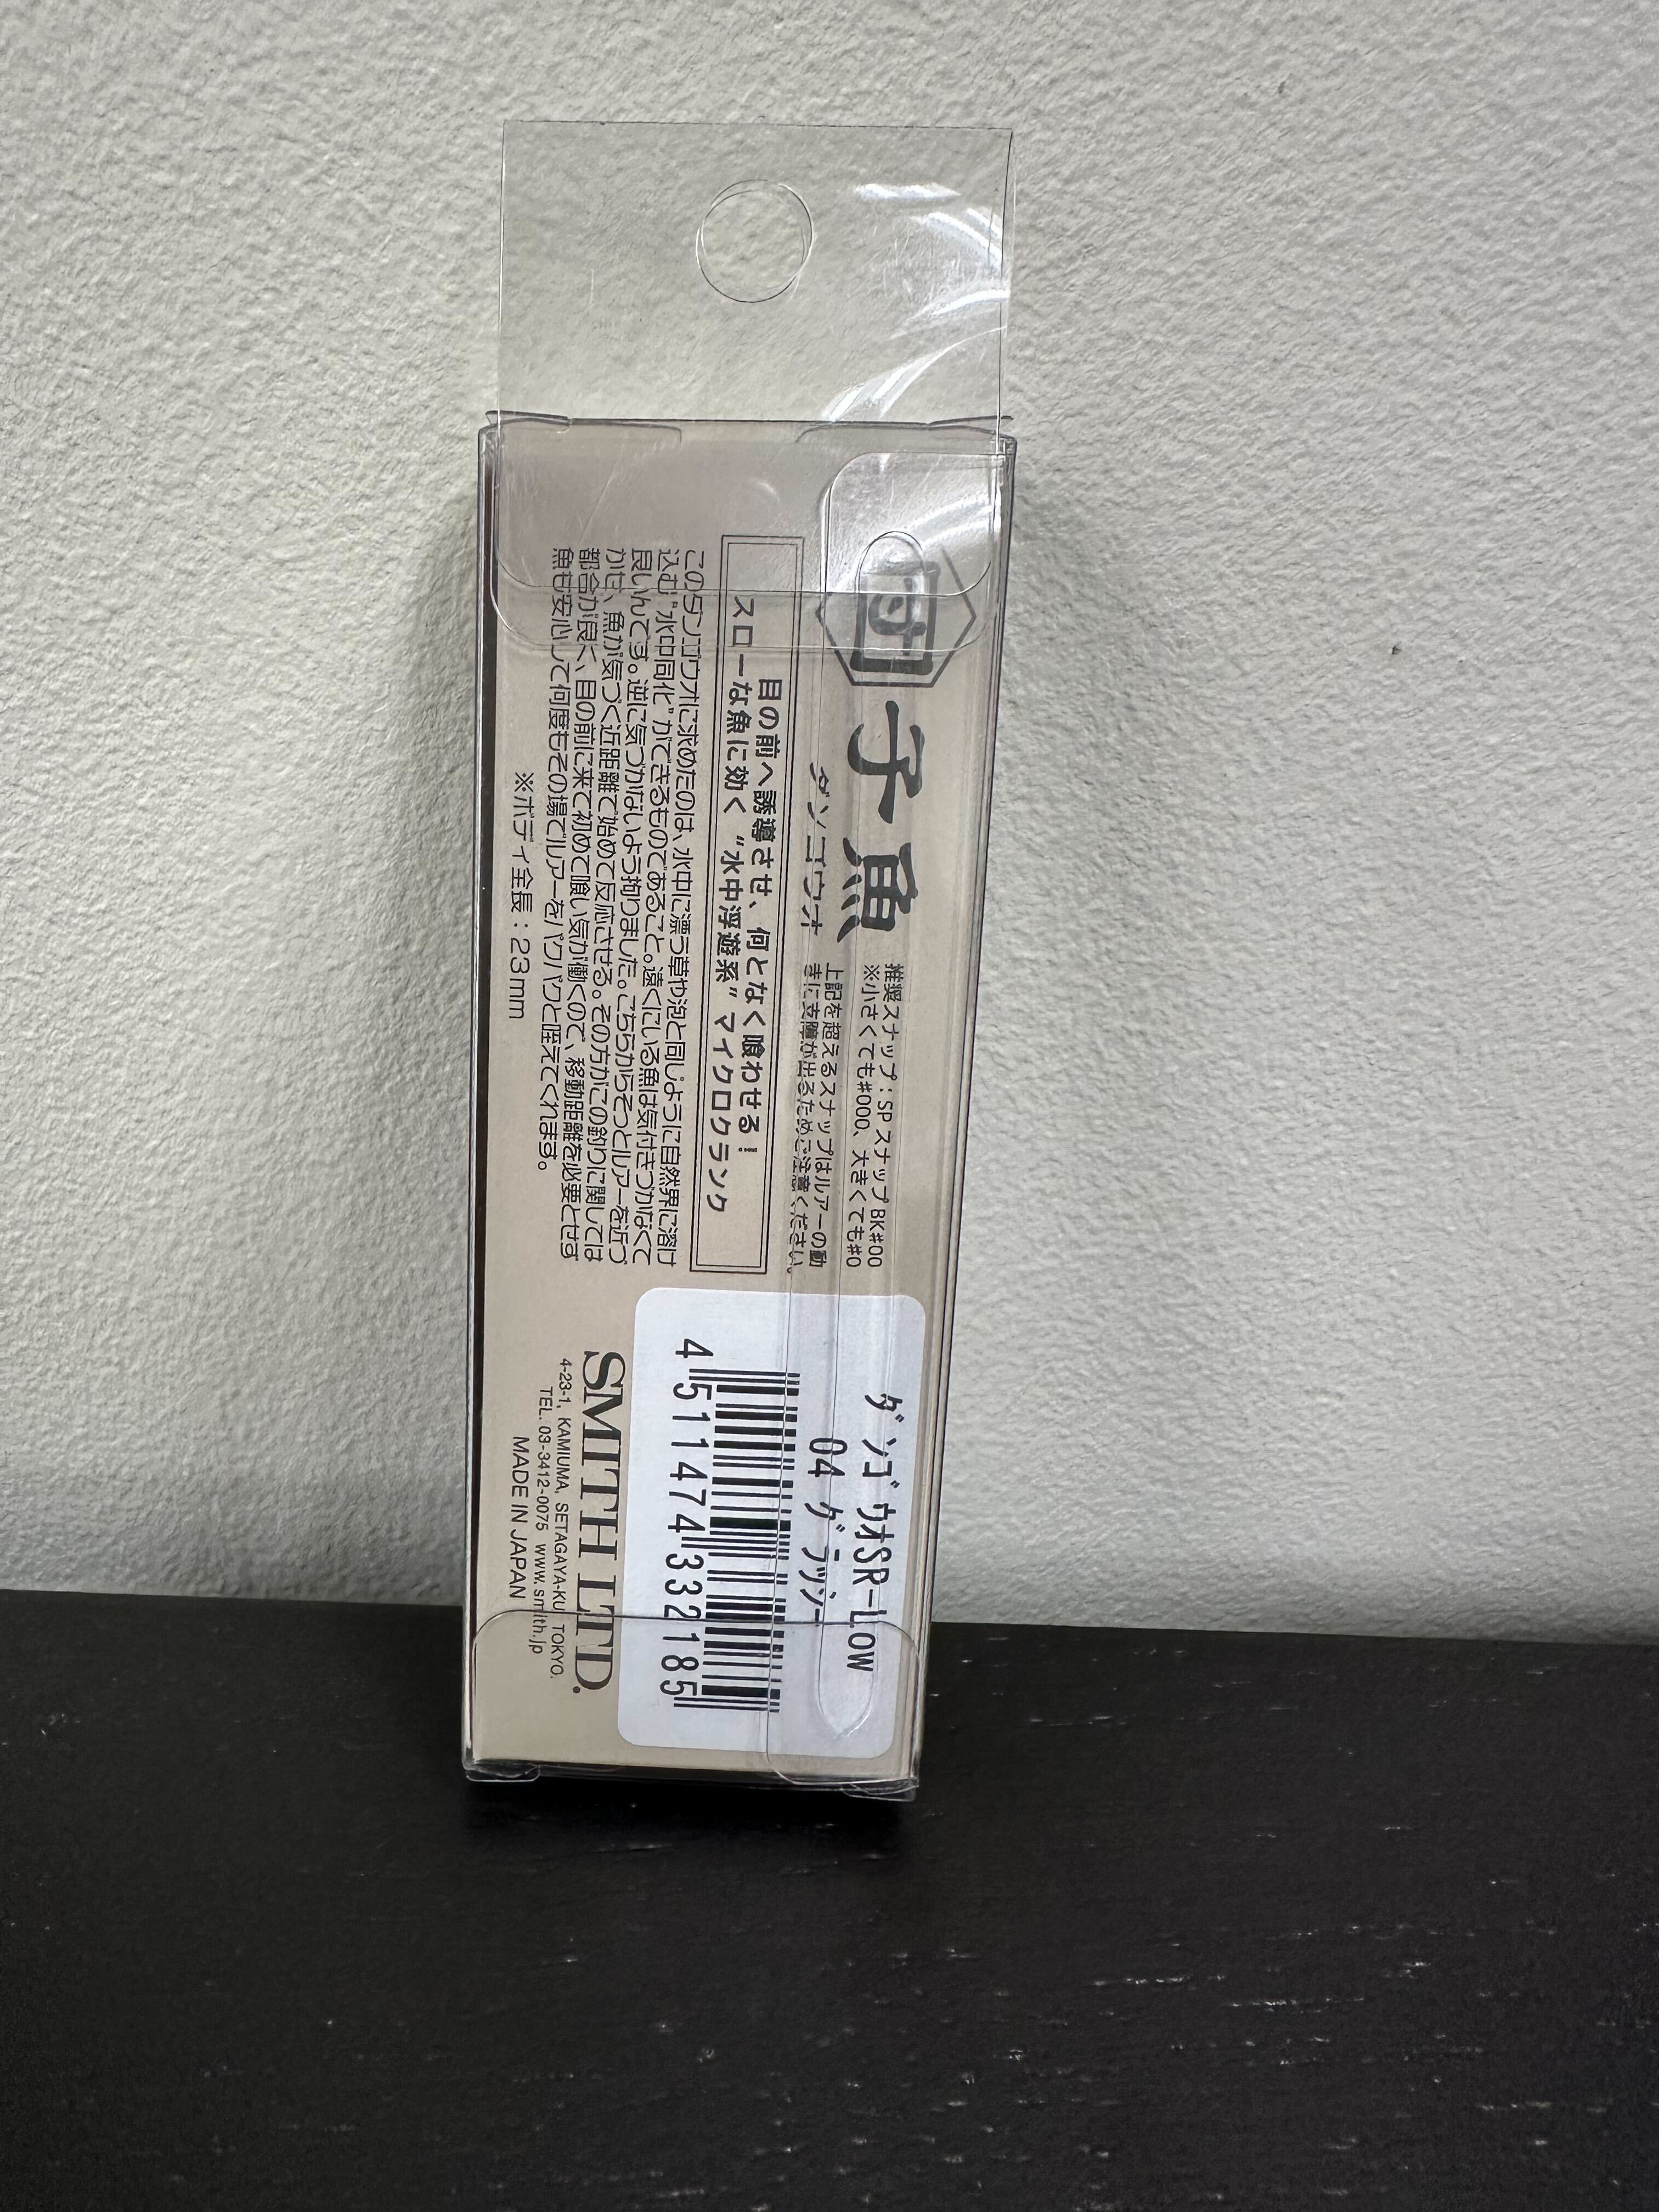 団子魚
ダンゴウオ
推奨スナップ：SP スナップ BK#00
※小さくても#000、大きくても#0
上記を超えるスナップはルアーの動
きに支障が出るためご注意ください。
目の前へ誘導させ、何となく喰わせる！
スローな魚に効く “水中浮遊系” マイクロクランク
このダンゴウオに求めたのは、水中に漂う草や泡と同じように自然界に溶け
込む“水中同化”ができるものであること。遠くにいる魚は気付きづかなくて
良いんです。逆に気づかないよう拘りました。こちらからそっとルアーを近づ
かせ、魚が気づく近距離で始めて反応させる。その方がこの釣りに関しては
都合が良く、目の前に来て初めて喰い気が働くので、移動距離を必要とせず
魚も安心して何度もその場でルアーをパクパクと咥えてくれます。
※ボディ全長：23mm
ﾀﾞﾝｺﾞｳｵSR-Low
04 ｸﾞﾗｯｼｰ
4511474332185
SMITH LTD.
4-23-1, KAMIUMA, SETAGAYA-KU, TOKYO.
TEL. 03-3412-0075 www.smith.jp
MADE IN JAPAN